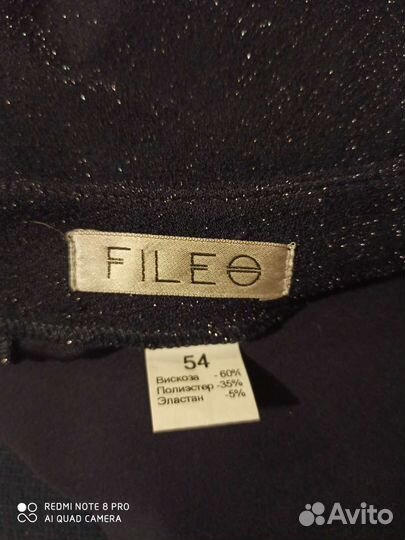 FILEO
54
Вискоза - 60%
Полиэстер -35%
Эластан -5%
REDMI NOTE 8 PRO
AI QUAD CAMERA
Avito